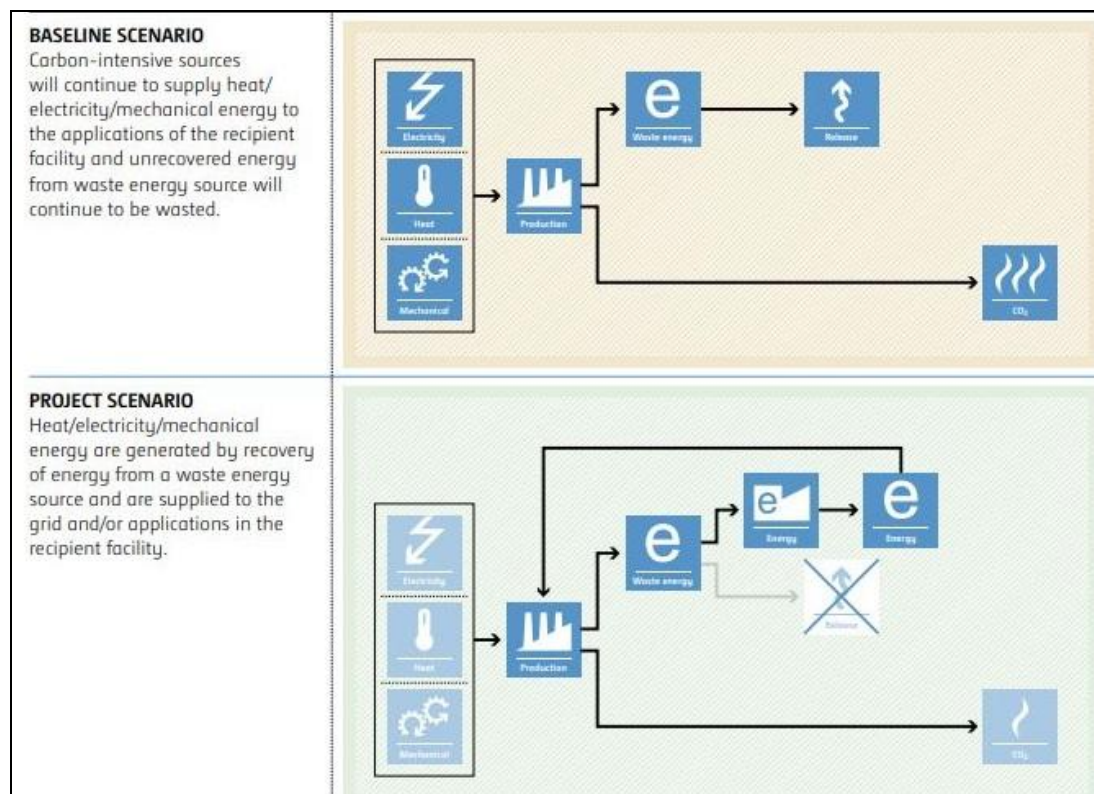 BASELINE SCENARIO
Carbon-intensive sources
will continue to supply heat/
electricity/mechanical energy to
the applications of the recipient
facility and unrecovered energy
from waste energy source will
continue to be wasted.
Electricity
Heat
Mechanical
Production
e
Waste energy
Release
CO₂
PROJECT SCENARIO
Heat/electricity/mechanical
energy are generated by recovery
of energy from a waste energy
source and are supplied to the
grid and/or applications in the
recipient facility.
Electricity
Heat
Mechanical
Production
e
Waste energy
e
Energy
e
Energy
Release
CO₂